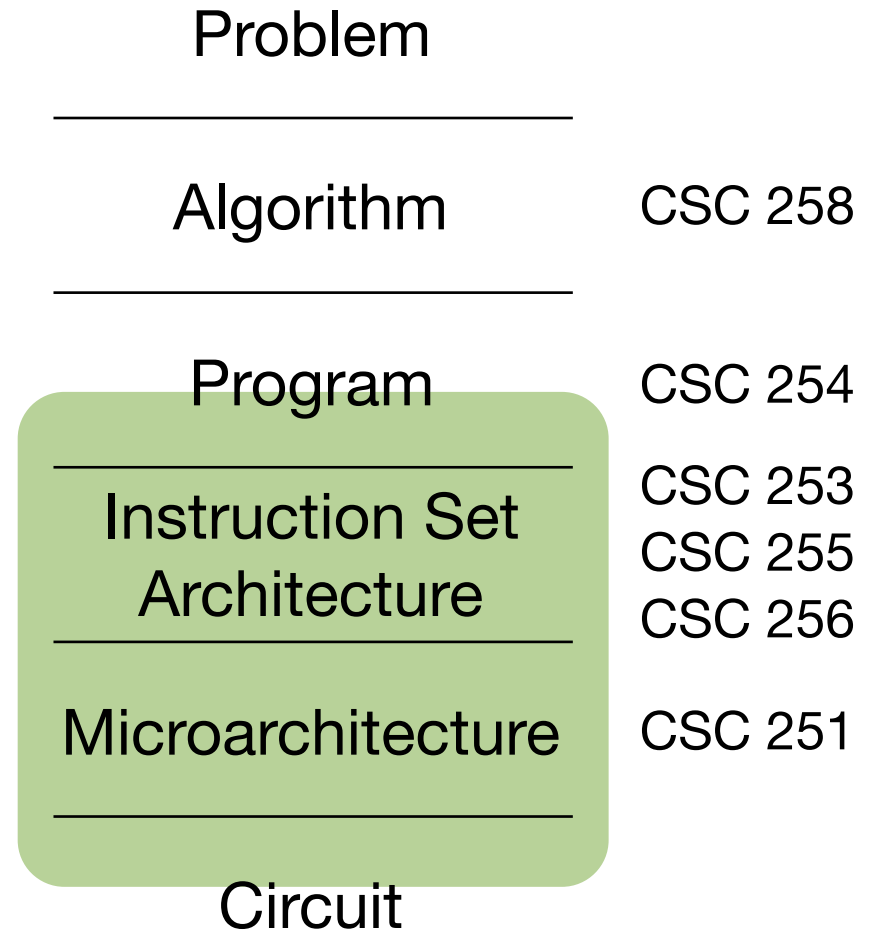 Problem
Algorithm CSC 258
Program CSC 254
CSC 253
Instruction Set
CSC 255
Architecture
CSC 256
Microarchitecture CSC 251
Circuit